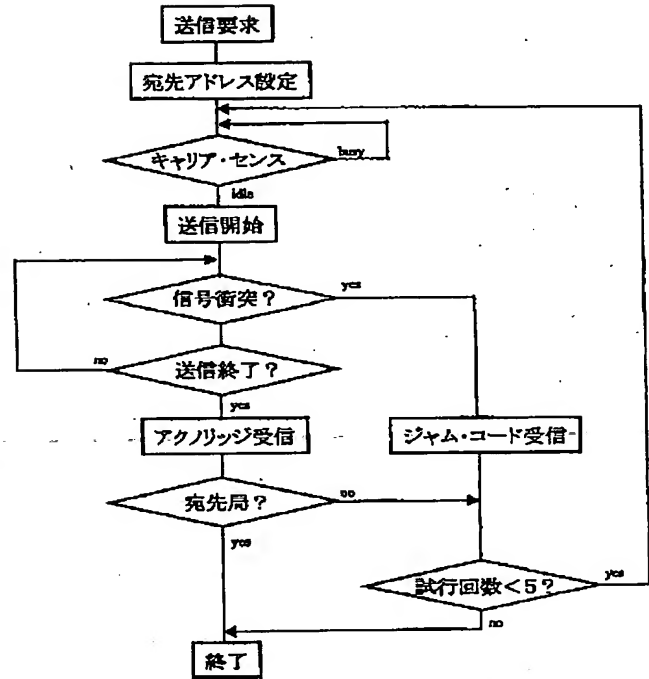 送信要求
宛先アドレス設定
キャリア・センス
busy
idle
送信開始
信号衝突?
yes
送信終了?
no
yes
アクノリッジ受信
ジャム・コード受信
宛先局?
no
yes
試行回数<5?
yes
no
終了